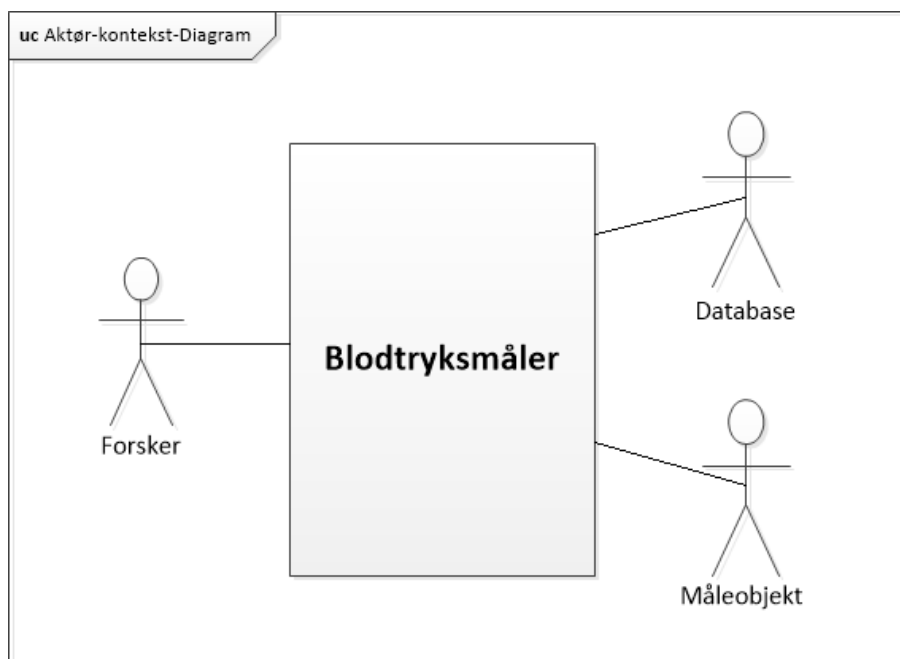 uc Aktør-kontekst-Diagram
Database
Blodtryksmåler
Forsker
Måleobjekt